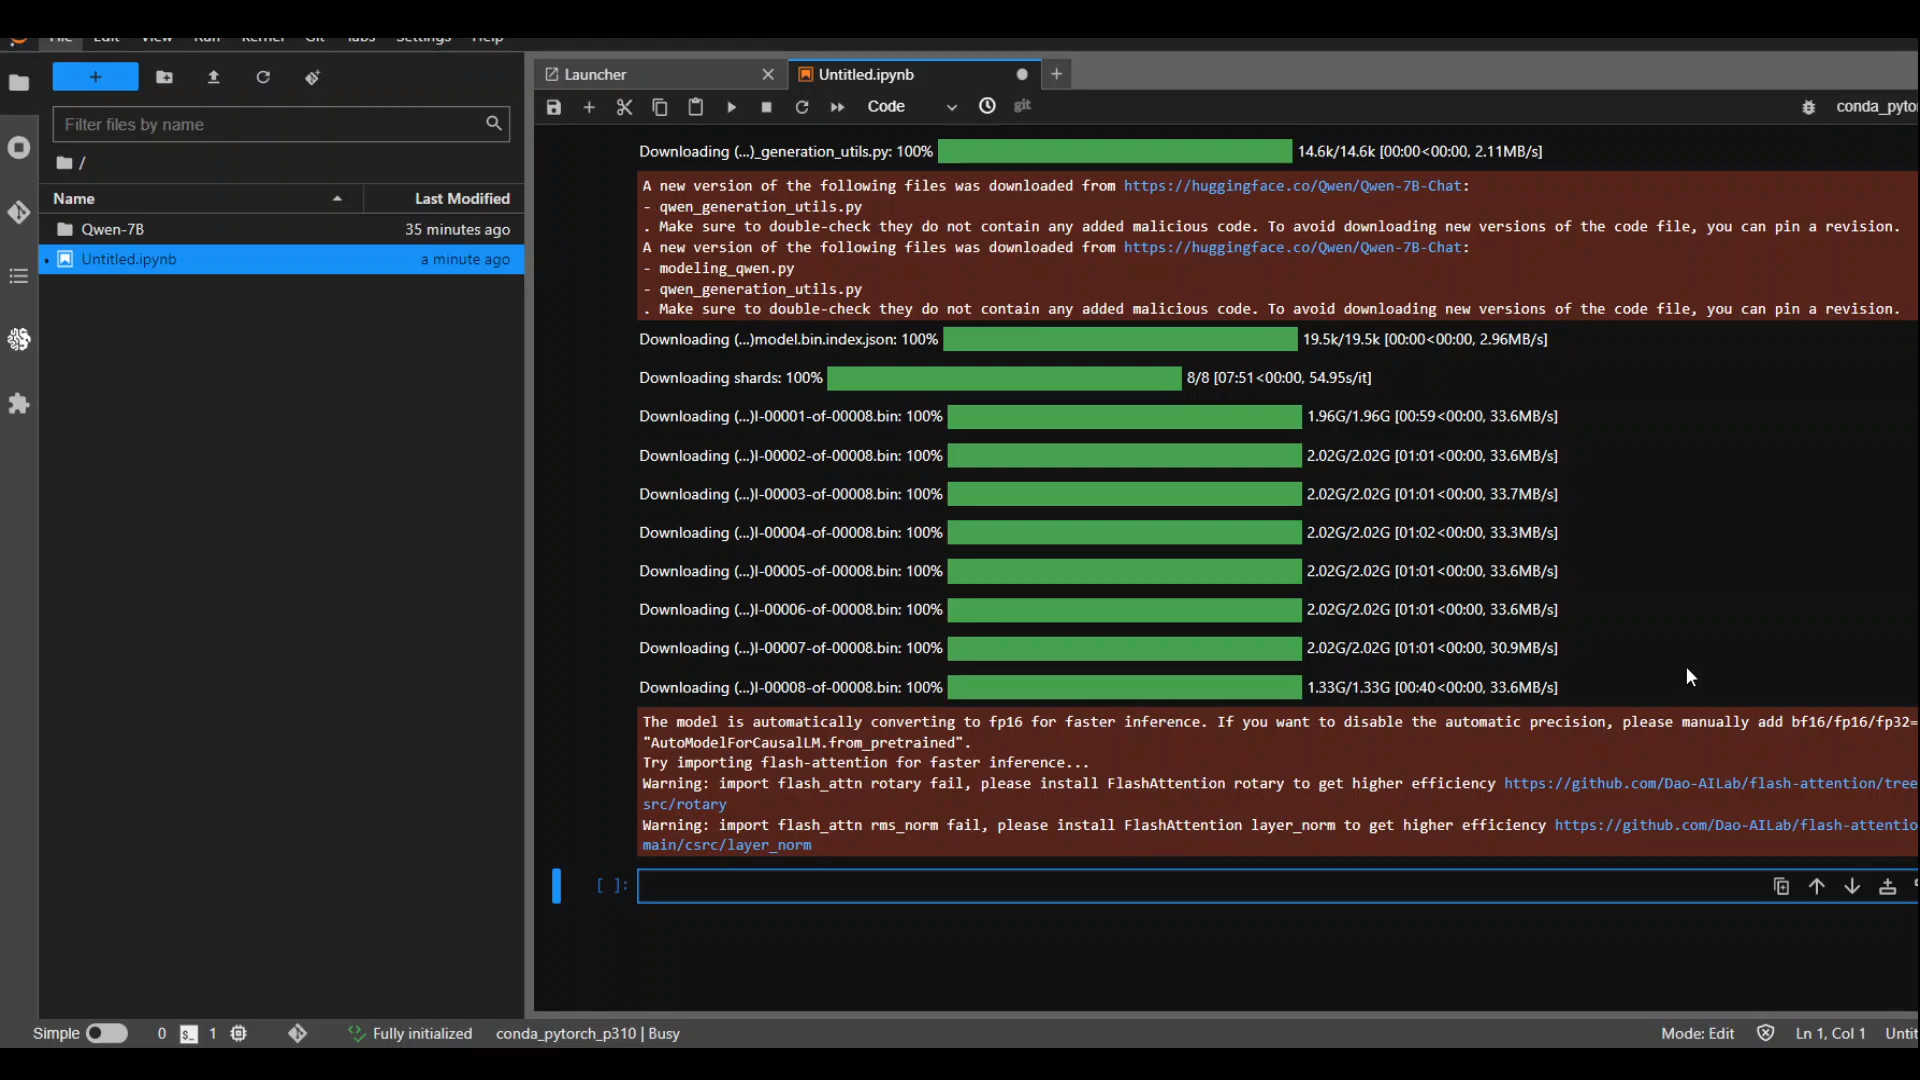 File Edit View Run Kernel Git Tabs Settings Help
Launcher
Untitled.ipynb
Code
git
conda_pyto
Filter files by name
/
Name
Last Modified
Qwen-7B
35 minutes ago
Untitled.ipynb
a minute ago
Downloading (...)_generation_utils.py: 100% 14.6k/14.6k [00:00<00:00, 2.11MB/s]
A new version of the following files was downloaded from https://huggingface.co/Qwen/Qwen-7B-Chat:
- qwen_generation_utils.py
. Make sure to double-check they do not contain any added malicious code. To avoid downloading new versions of the code file, you can pin a revision.
A new version of the following files was downloaded from https://huggingface.co/Qwen/Qwen-7B-Chat:
- modeling_qwen.py
- qwen_generation_utils.py
. Make sure to double-check they do not contain any added malicious code. To avoid downloading new versions of the code file, you can pin a revision.
Downloading (...)model.bin.index.json: 100% 19.5k/19.5k [00:00<00:00, 2.96MB/s]
Downloading shards: 100% 8/8 [07:51<00:00, 54.95s/it]
Downloading (...)l-00001-of-00008.bin: 100% 1.96G/1.96G [00:59<00:00, 33.6MB/s]
Downloading (...)l-00002-of-00008.bin: 100% 2.02G/2.02G [01:01<00:00, 33.6MB/s]
Downloading (...)l-00003-of-00008.bin: 100% 2.02G/2.02G [01:01<00:00, 33.7MB/s]
Downloading (...)l-00004-of-00008.bin: 100% 2.02G/2.02G [01:02<00:00, 33.3MB/s]
Downloading (...)l-00005-of-00008.bin: 100% 2.02G/2.02G [01:01<00:00, 33.6MB/s]
Downloading (...)l-00006-of-00008.bin: 100% 2.02G/2.02G [01:01<00:00, 33.6MB/s]
Downloading (...)l-00007-of-00008.bin: 100% 2.02G/2.02G [01:01<00:00, 30.9MB/s]
Downloading (...)l-00008-of-00008.bin: 100% 1.33G/1.33G [00:40<00:00, 33.6MB/s]
The model is automatically converting to fp16 for faster inference. If you want to disable the automatic precision, please manually add bf16/fp16/fp32=
"AutoModelForCausalLM.from_pretrained".
Try importing flash-attention for faster inference...
Warning: import flash_attn rotary fail, please install FlashAttention rotary to get higher efficiency https://github.com/Dao-AILab/flash-attention/tree
src/rotary
Warning: import flash_attn rms_norm fail, please install FlashAttention layer_norm to get higher efficiency https://github.com/Dao-AILab/flash-attentio
main/csrc/layer_norm
[ ]:
Simple 0 $_ 1 Fully initialized conda_pytorch_p310 | Busy Mode: Edit Ln 1, Col 1 Untit